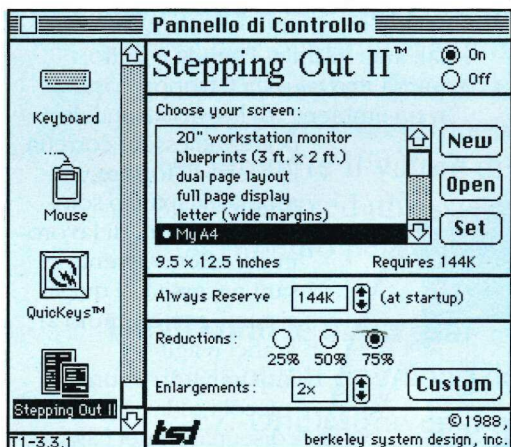 Pannello di Controllo
Keyboard
Mouse
QuicKeys™
Stepping Out II
T1-3.3.1
Stepping Out II™
On
Off
Choose your screen:
20" workstation monitor
blueprints (3 ft. x 2 ft.)
dual page layout
full page display
letter (wide margins)
• My A4
New
Open
Set
9.5 x 12.5 inches
Requires 144K
Always Reserve 144K (at startup)
Reductions:
25% 50% 75%
Enlargements: 2x
Custom
©1988,
berkeley system design, inc.